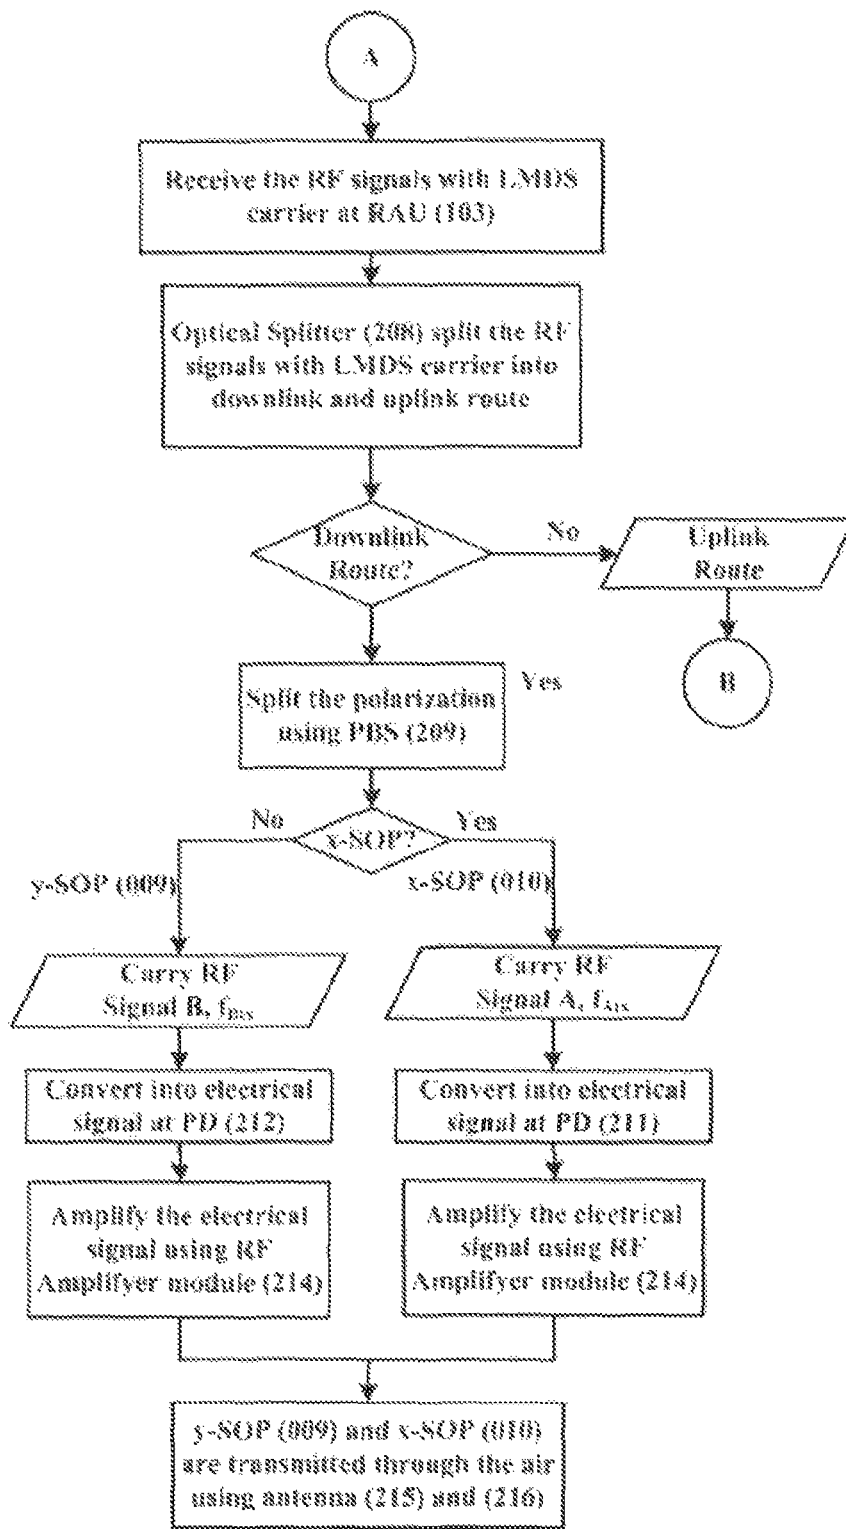 A
Receive the RF signals with LMDS
carrier at RAU (103)
Optical Splitter (208) split the RF
signals with LMDS carrier into
downlink and uplink route
Downlink
Route?
No
Uplink
Route
B
Yes
Split the polarization
using PBS (209)
x-SOP?
No
Yes
y-SOP (009)
x-SOP (010)
Carry RF
Signal B,
Carry RF
Signal A,
Convert into electrical
signal at PD (212)
Convert into electrical
signal at PD (211)
Amplify the electrical
signal using RF
Amplifyer module (214)
Amplify the electrical
signal using RF
Amplifyer module (214)
y-SOP (009) and x-SOP (010)
are transmitted through the air
using antenna (215) and (216)